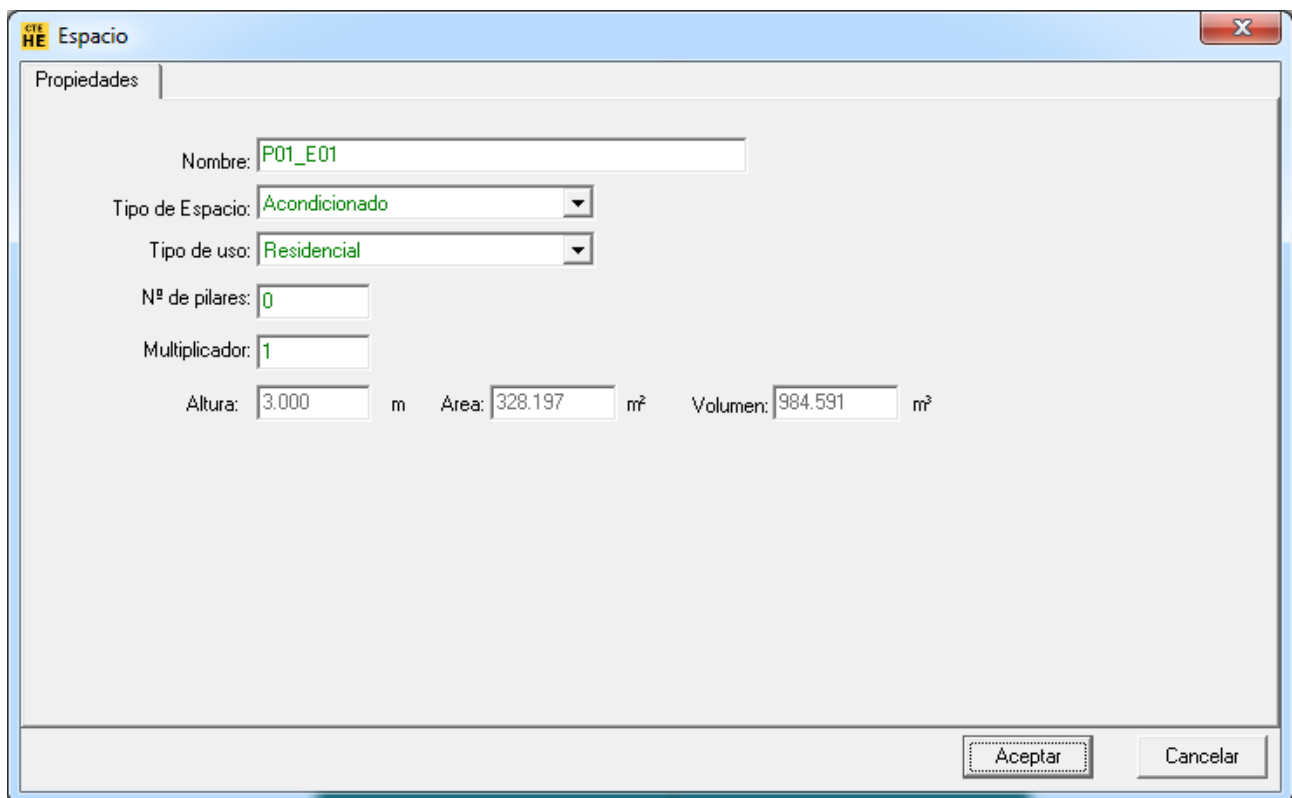 CTE HE Espacio X
Propiedades
Nombre: P01_E01
Tipo de Espacio: Acondicionado
Tipo de uso: Residencial
Nº de pilares: 0
Multiplicador: 1
Altura: 3.000 m Area: 328.197 m² Volumen: 984.591 m³
Aceptar Cancelar